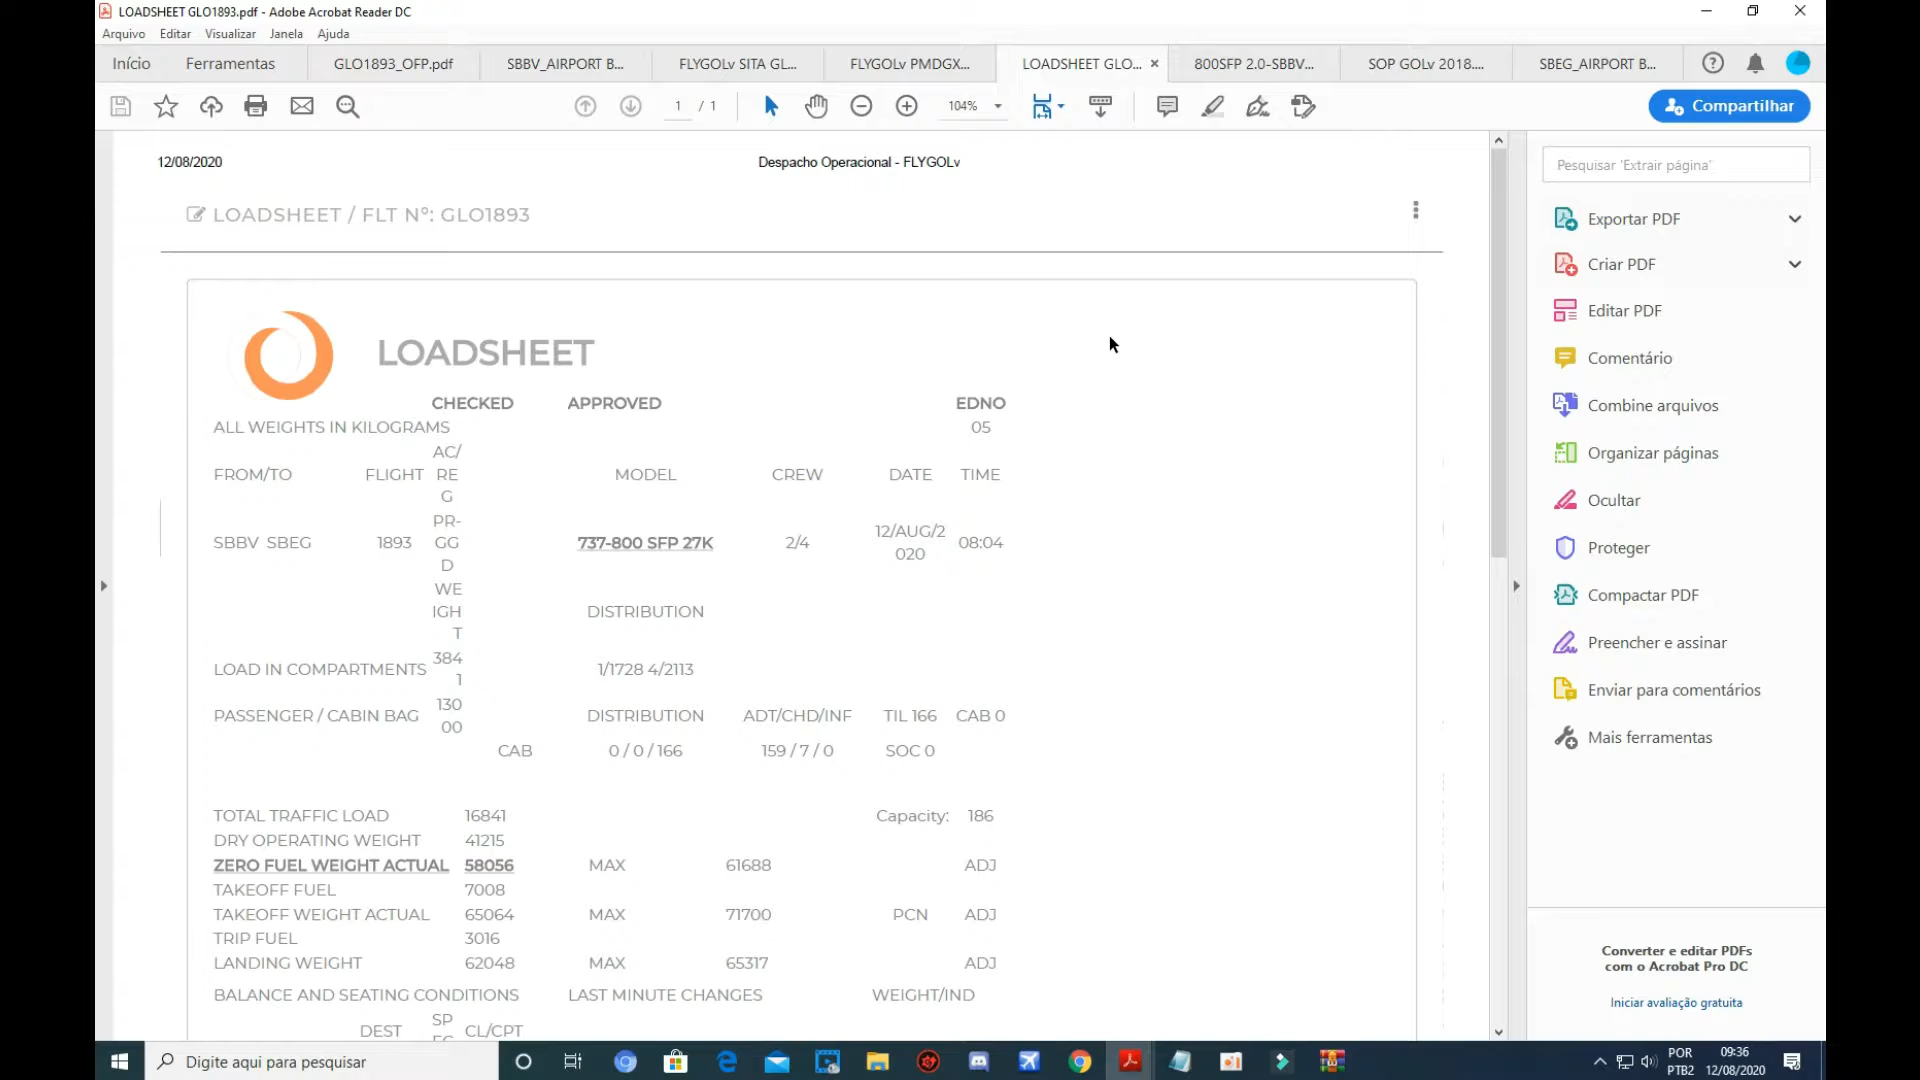 LOADSHEET GLO1893.pdf - Adobe Acrobat Reader DC
Arquivo Editar Visualizar Janela Ajuda
Início Ferramentas GLO1893_OFP.pdf SBBV_AIRPORT B... FLYGOLv SITA GL... FLYGOLv PMDGX... LOADSHEET GLO... × 800SFP 2.0-SBBV... SOP GOLv 2018.... SBEG_AIRPORT B...
1 / 1 104% Compartilhar
12/08/2020 Despacho Operacional - FLYGOLv
LOADSHEET / FLT Nº: GLO1893
LOADSHEET
CHECKED APPROVED EDNO
ALL WEIGHTS IN KILOGRAMS 05
FROM/TO FLIGHT AC/
RE
G MODEL CREW DATE TIME
SBBV SBEG 1893 PR-
GG
D 737-800 SFP 27K 2/4 12/AUG/2
020 08:04
WE
IGH
T DISTRIBUTION
LOAD IN COMPARTMENTS 384
1 1/1728 4/2113
PASSENGER / CABIN BAG 130
00 DISTRIBUTION ADT/CHD/INF TIL 166 CAB 0
CAB 0 / 0 / 166 159 / 7 / 0 SOC 0
TOTAL TRAFFIC LOAD 16841 Capacity: 186
DRY OPERATING WEIGHT 41215
ZERO FUEL WEIGHT ACTUAL 58056 MAX 61688 ADJ
TAKEOFF FUEL 7008
TAKEOFF WEIGHT ACTUAL 65064 MAX 71700 PCN ADJ
TRIP FUEL 3016
LANDING WEIGHT 62048 MAX 65317 ADJ
BALANCE AND SEATING CONDITIONS LAST MINUTE CHANGES WEIGHT/IND
DEST SP
CL/CPT
Pesquisar 'Extrair página'
Exportar PDF
Criar PDF
Editar PDF
Comentário
Combine arquivos
Organizar páginas
Ocultar
Proteger
Compactar PDF
Preencher e assinar
Enviar para comentários
Mais ferramentas
Converter e editar PDFs
com o Acrobat Pro DC
Iniciar avaliação gratuita
Digite aqui para pesquisar
POR
PTB2
09:36
12/08/2020